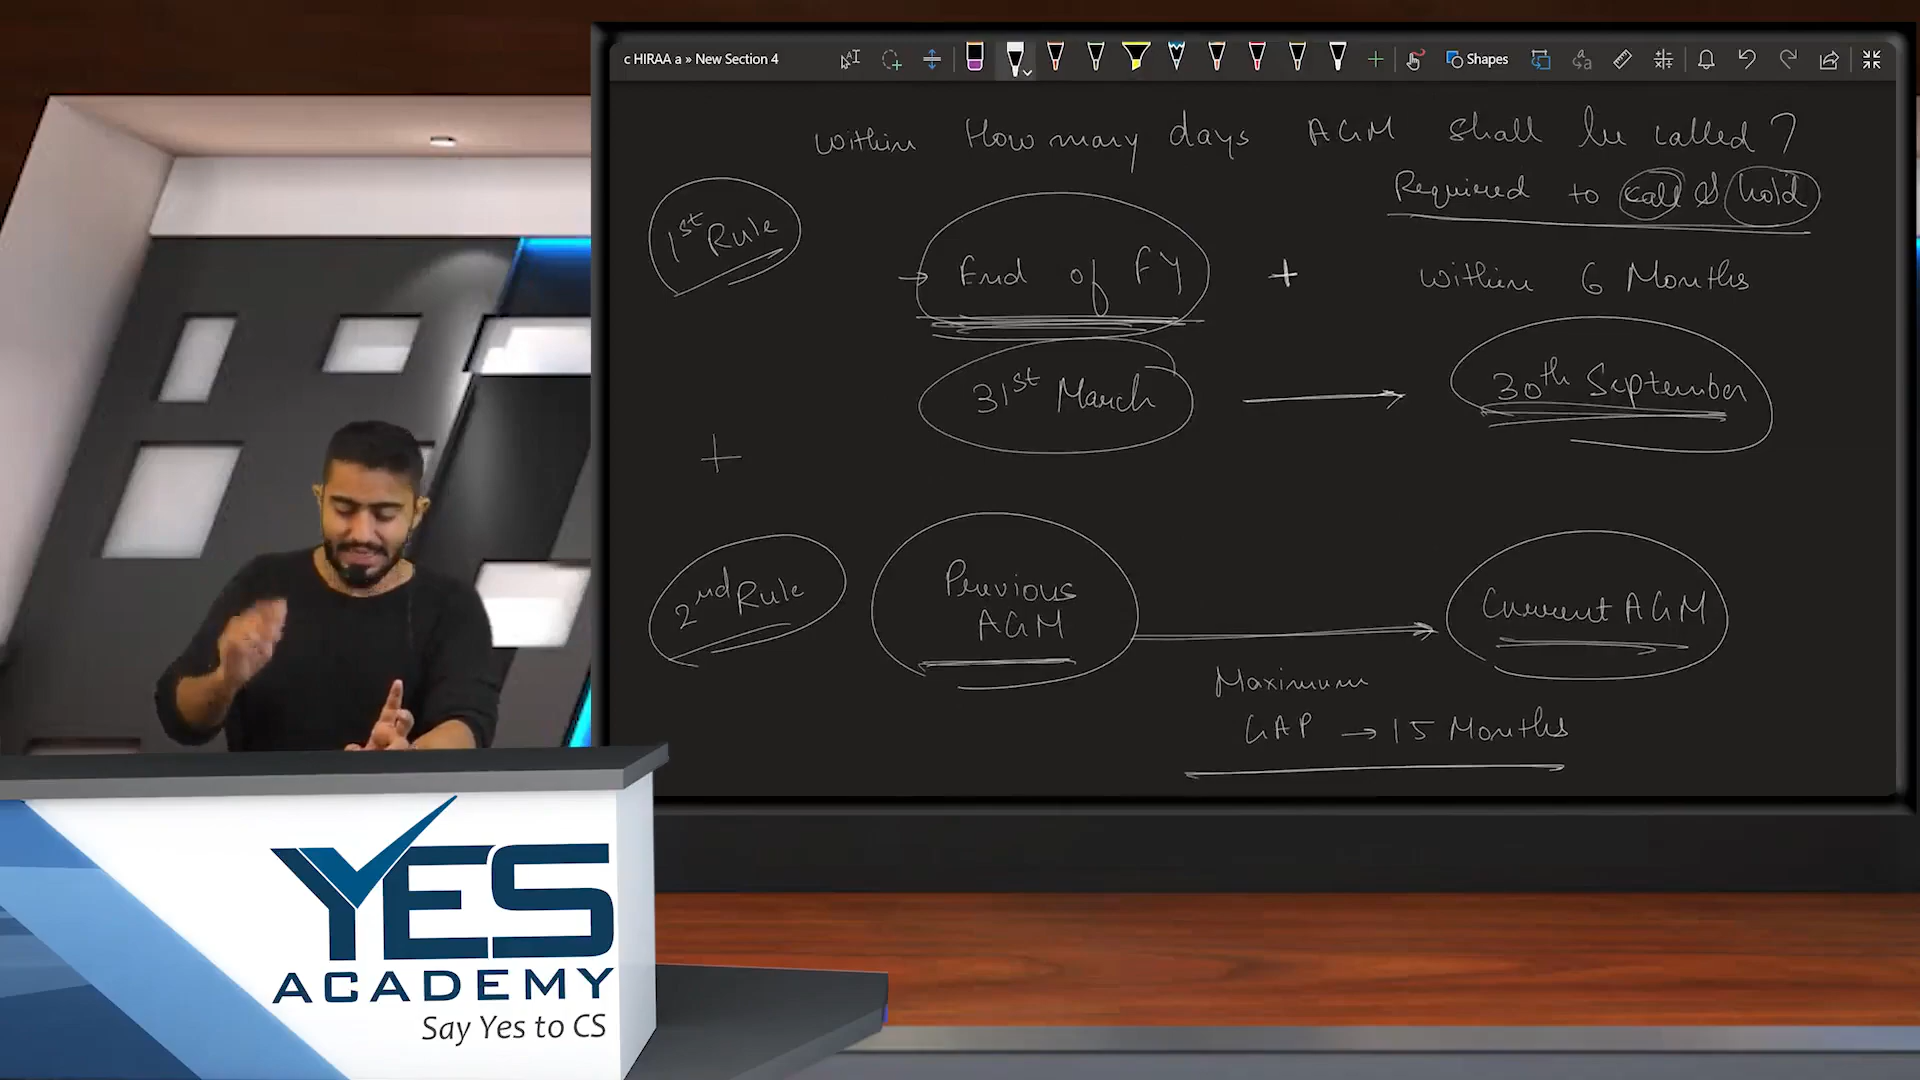 c HIRAA a » New Section 4
Shapes
within How many days AGM shall be called?
Required to call & hold
1st Rule
→ End of FY + within 6 Months
31st March → 30th September
+
2nd Rule
Previous AGM → Current AGM
Maximum
GAP → 15 Months
YES
ACADEMY
Say Yes to CS